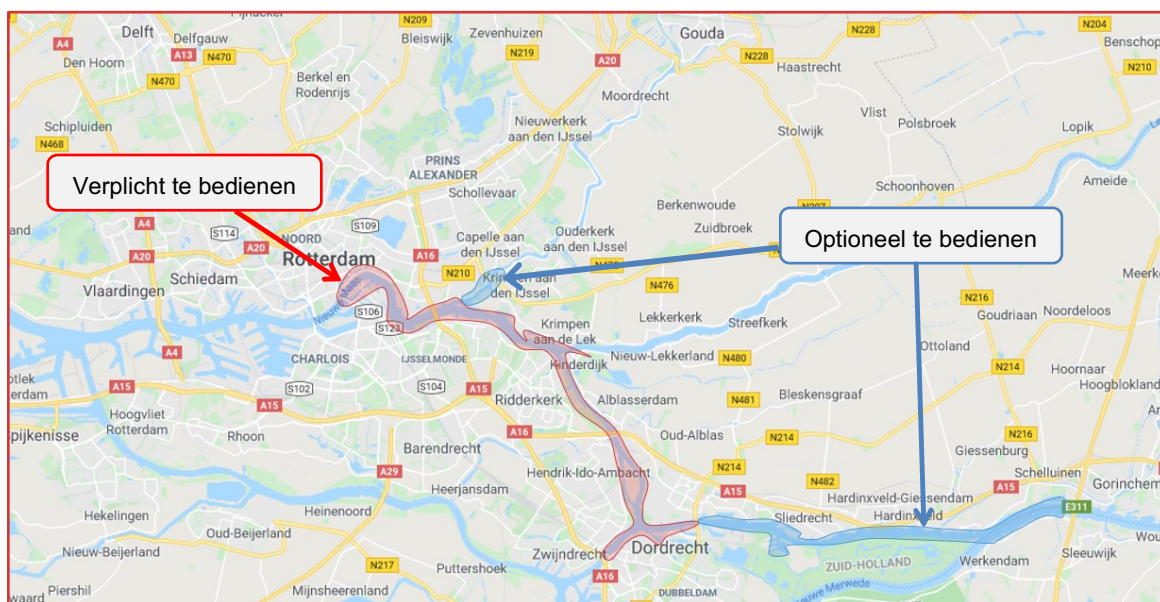 Delft
Delfgauw
Pijnacker
N209
Bleiswijk
Zevenhuizen
Gouda
N228
N204
Benschop
A4
Den Hoorn
A13
N470
N219
A20
N228
Haastrecht
N210
N470
Berkel en
Rodenrijs
Moordrecht
Vlist
Polsbroek
Lopik
Schipluiden
N468
Nieuwerkerk
aan den IJssel
Stolwijk
PRINS
ALEXANDER
Schollevaar
Schoonhoven
Ameide
Verplicht te bedienen
Berkenwoude
Zuidbroek
N207
Optioneel te bedienen
A4
S114
A20
NOORD
S109
A16
Capelle aan
den IJssel
Ouderkerk
aan den IJssel
A20
Schiedam
Rotterdam
N210
Krimpen aan
den IJssel
N476
Vlaardingen
Nieuwe Maas
S106
S123
Krimpen
aan de Lek
Lekkerkerk
Streefkerk
N216
Goudriaan
Noordeloos
A4
CHARLOIS
IJSSELMONDE
Kinderdijk
Nieuw-Lekkerland
N480
Ottoland
A15
S102
S104
A15
N214
Hoornaar
Hoogblokland
Hoogvliet
Rotterdam
A15
Ridderkerk
Alblasserdam
N481
Bleskensgraaf
Spijkenisse
Rhoon
Barendrecht
A16
Oud-Alblas
N214
N216
Giessenburg
A29
Hendrik-Ido-Ambacht
N214
Schelluinen
Heerjansdam
A15
N482
A15
Gorinchem
Hekelingen
Heinenoord
Hardinxveld-Giessendam
Sliedrecht
Hardinxveld
E311
Oud-Beijerland
Nieuw-Beijerland
Zwijndrecht
Dordrecht
ZUID-HOLLAND
Werkendam
Sleeuwijk
N217
Puttershoek
A16
Piershil
Mijnsheerenland
DUBBELDAM